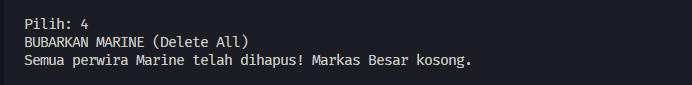 Pilih: 4
BUBARKAN MARINE (Delete All)
Semua perwira Marine telah dihapus! Markas Besar kosong.